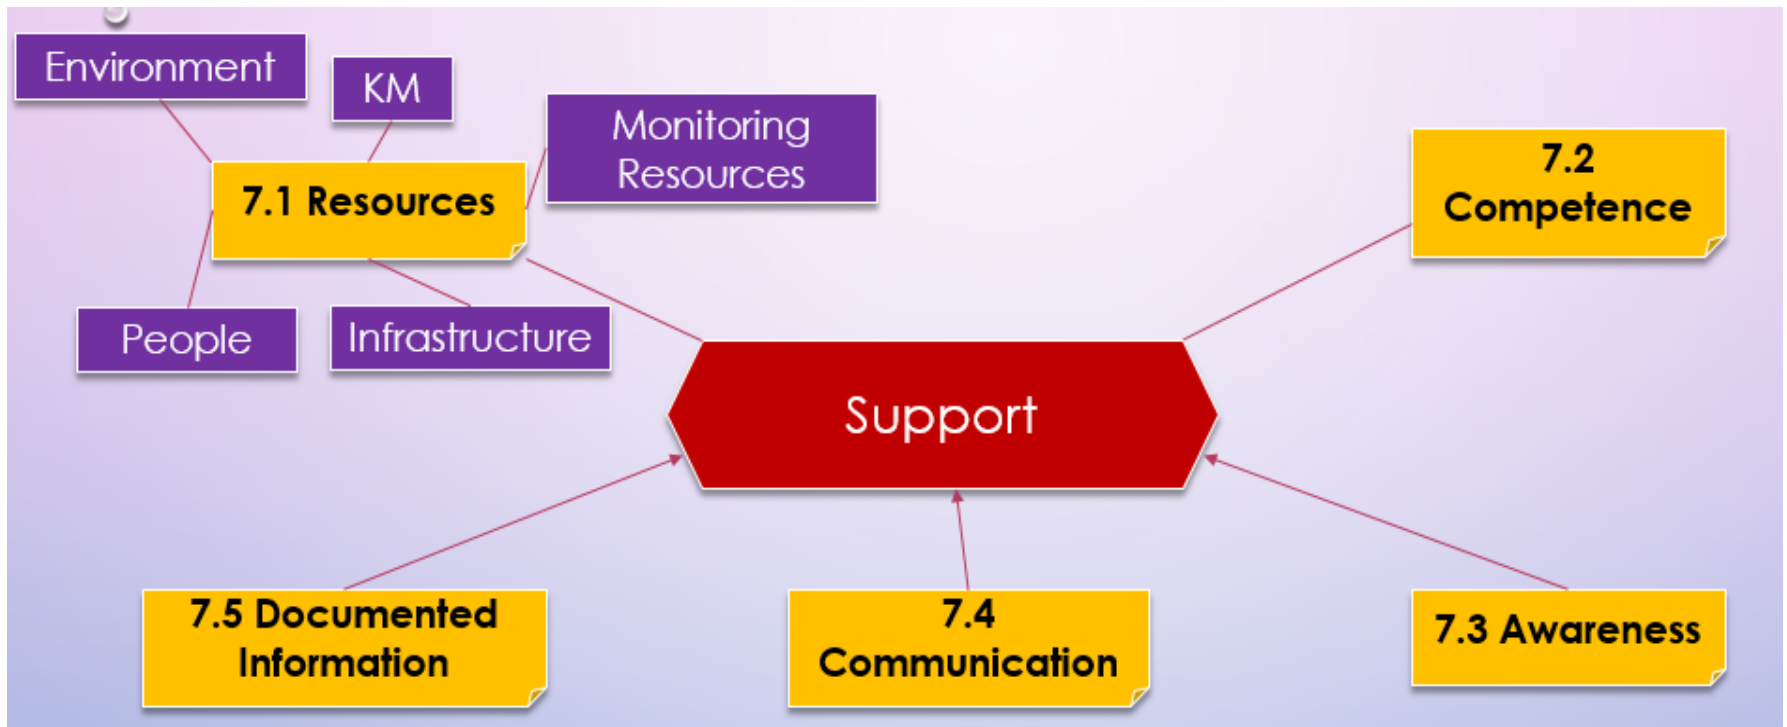 Environment
KM
Monitoring
Resources
7.1 Resources
People
Infrastructure
7.2
Competence
Support
7.5 Documented
Information
7.4
Communication
7.3 Awareness